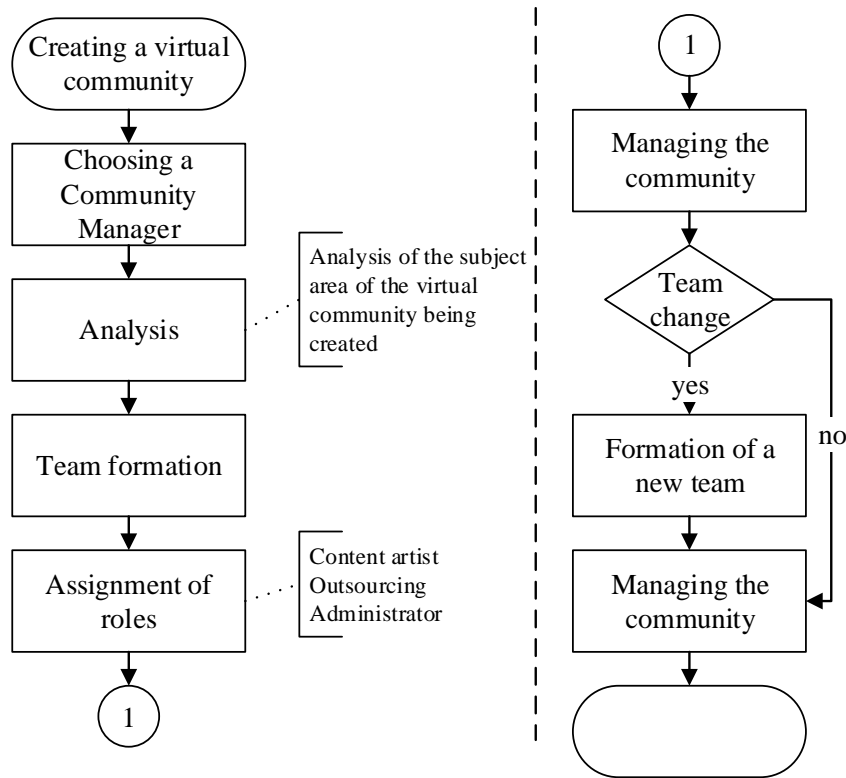 Creating a virtual
community
Choosing a
Community
Manager
Analysis
Analysis of the subject
area of the virtual
community being
created
Team formation
Assignment of
roles
Content artist
Outsourcing
Administrator
1
1
Managing the
community
Team
change
yes
no
Formation of a
new team
Managing the
community